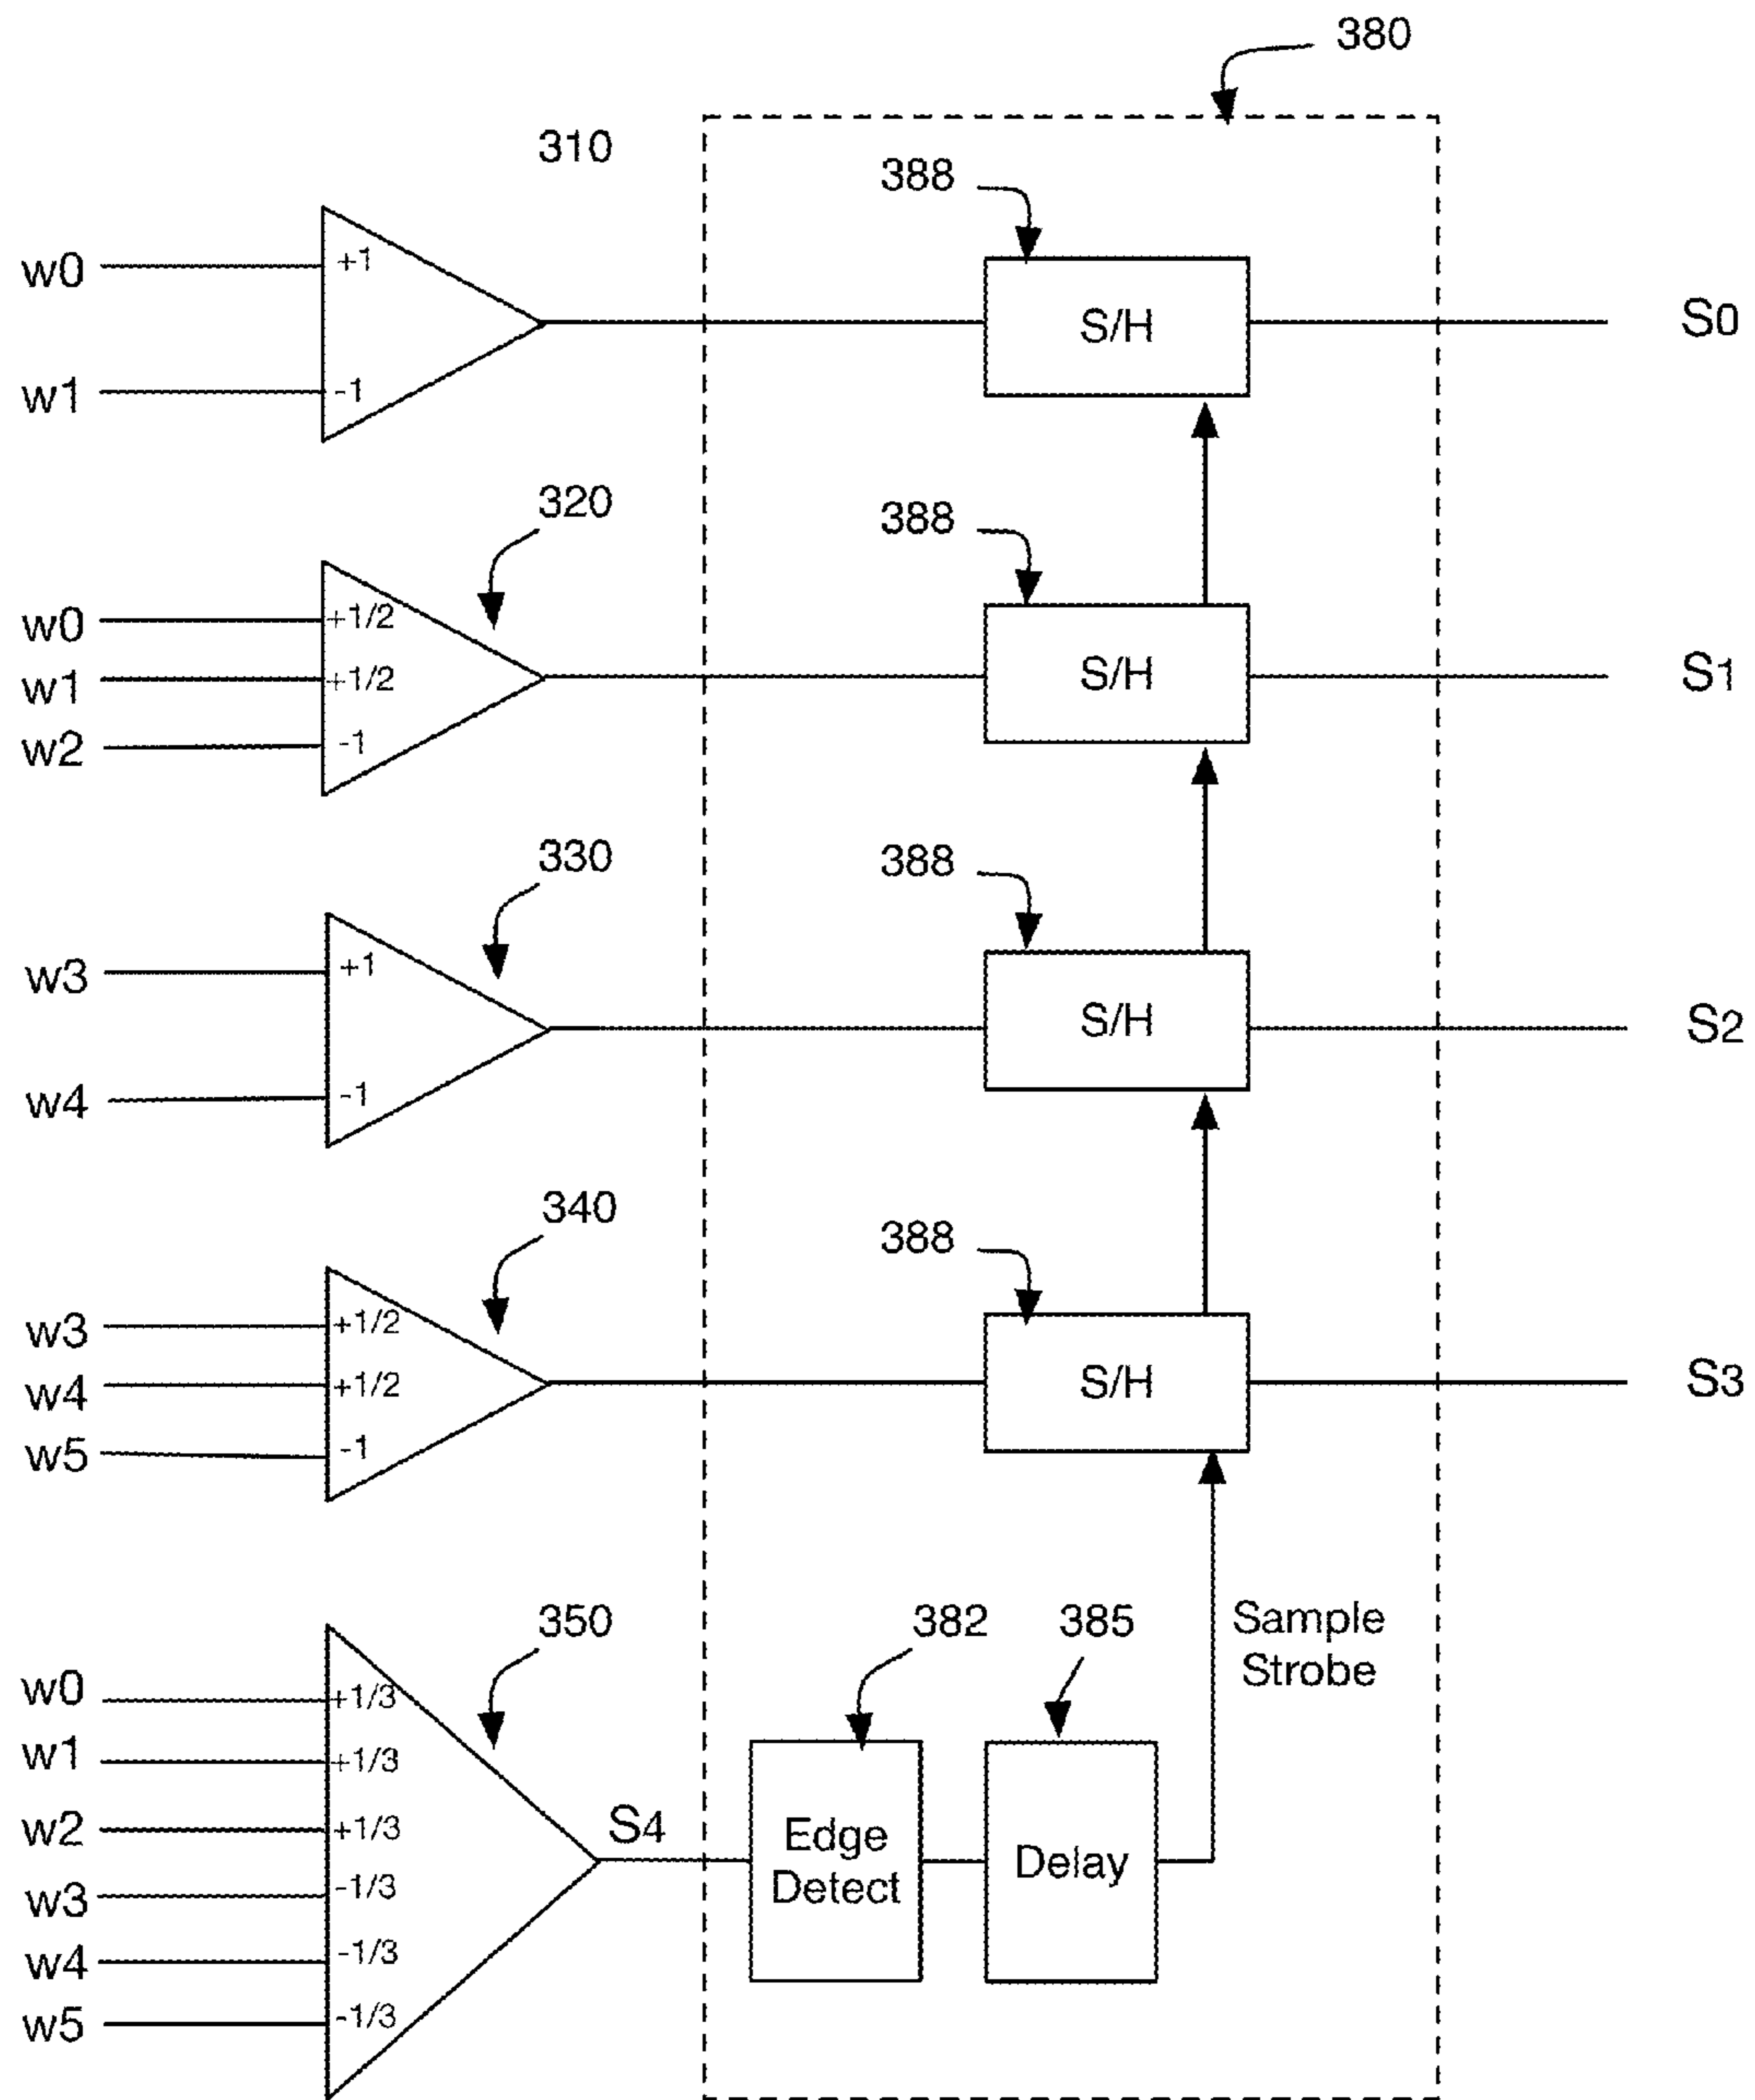 380
310
388
w0
+1
S/H
S0
w1
-1
320
388
w0
+1/2
w1
+1/2
S/H
S1
w2
-1
330
388
w3
+1
S/H
S2
w4
-1
340
388
w3
+1/2
w4
+1/2
S/H
S3
w5
-1
350
382
385
Sample
Strobe
w0
+1/3
w1
+1/3
w2
+1/3
S4
Edge
Detect
Delay
w3
-1/3
w4
-1/3
w5
-1/3